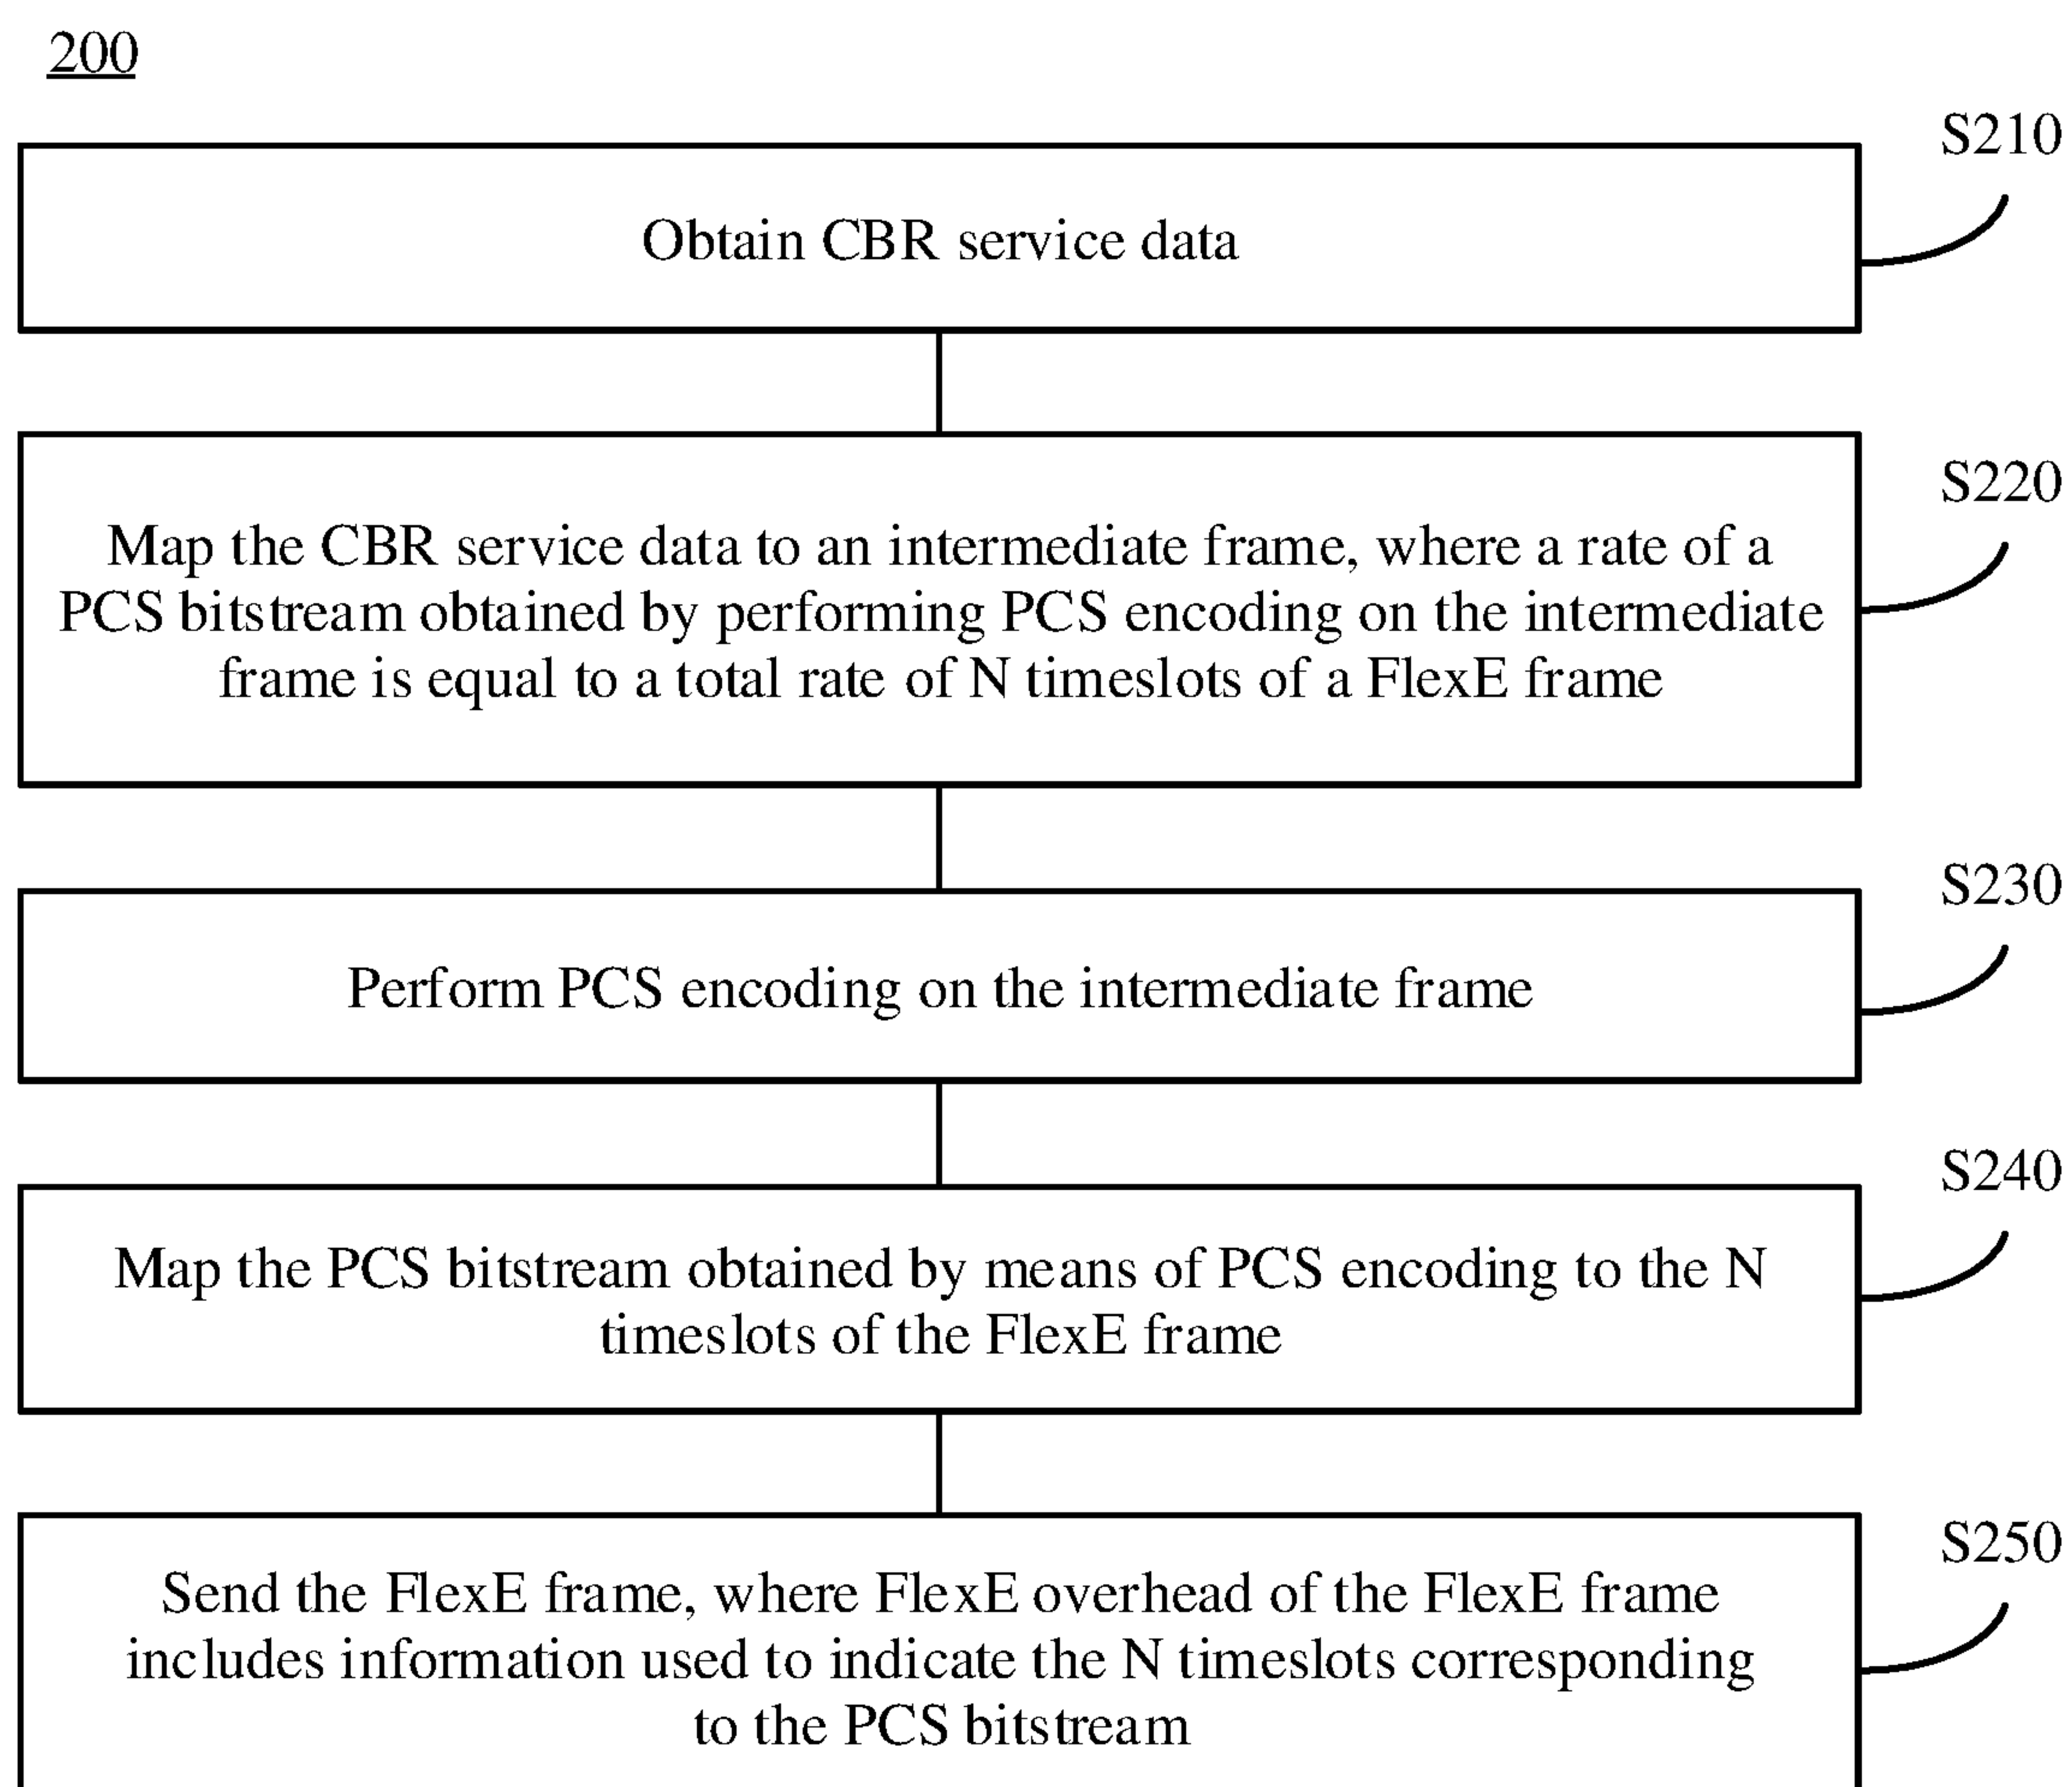 200
S210
Obtain CBR service data
S220
Map the CBR service data to an intermediate frame, where a rate of a
PCS bitstream obtained by performing PCS encoding on the intermediate
frame is equal to a total rate of N timeslots of a FlexE frame
S230
Perform PCS encoding on the intermediate frame
S240
Map the PCS bitstream obtained by means of PCS encoding to the N
timeslots of the FlexE frame
S250
Send the FlexE frame, where FlexE overhead of the FlexE frame
includes information used to indicate the N timeslots corresponding
to the PCS bitstream